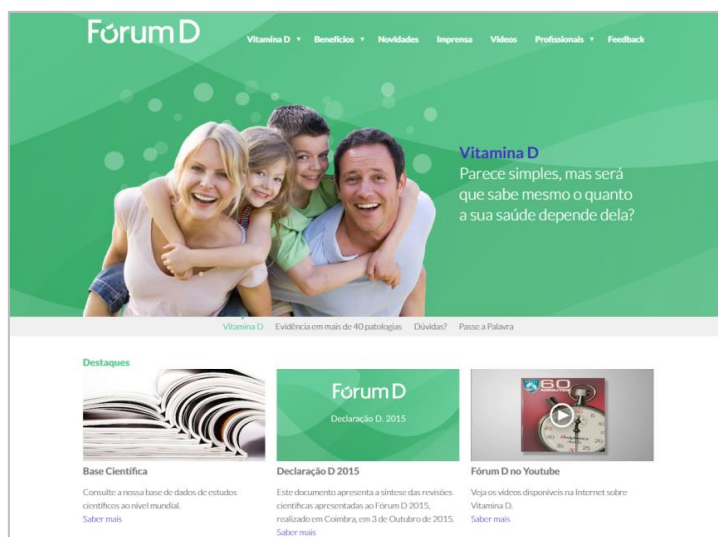 FórumD
Vitamina D ▾ Benefícios ▾ Novidades Imprensa Vídeos Profissionais ▾ Feedback
Vitamina D
Parece simples, mas será
que sabe mesmo o quanto
a sua saúde depende dela?
Vitamina D Evidência em mais de 40 patologias Dúvidas? Passe a Palavra
Destaques
FórumD
Declaração D. 2015
60
MINUTES
Base Científica
Consulte a nossa base de dados de estudos
científicos ao nível mundial.
Saber mais
Declaração D 2015
Este documento apresenta a síntese das revisões
científicas apresentadas ao Fórum D 2015,
realizado em Coimbra, em 3 de Outubro de 2015.
Saber mais
Fórum D no Youtube
Veja os vídeos disponíveis na Internet sobre
Vitamina D.
Saber mais